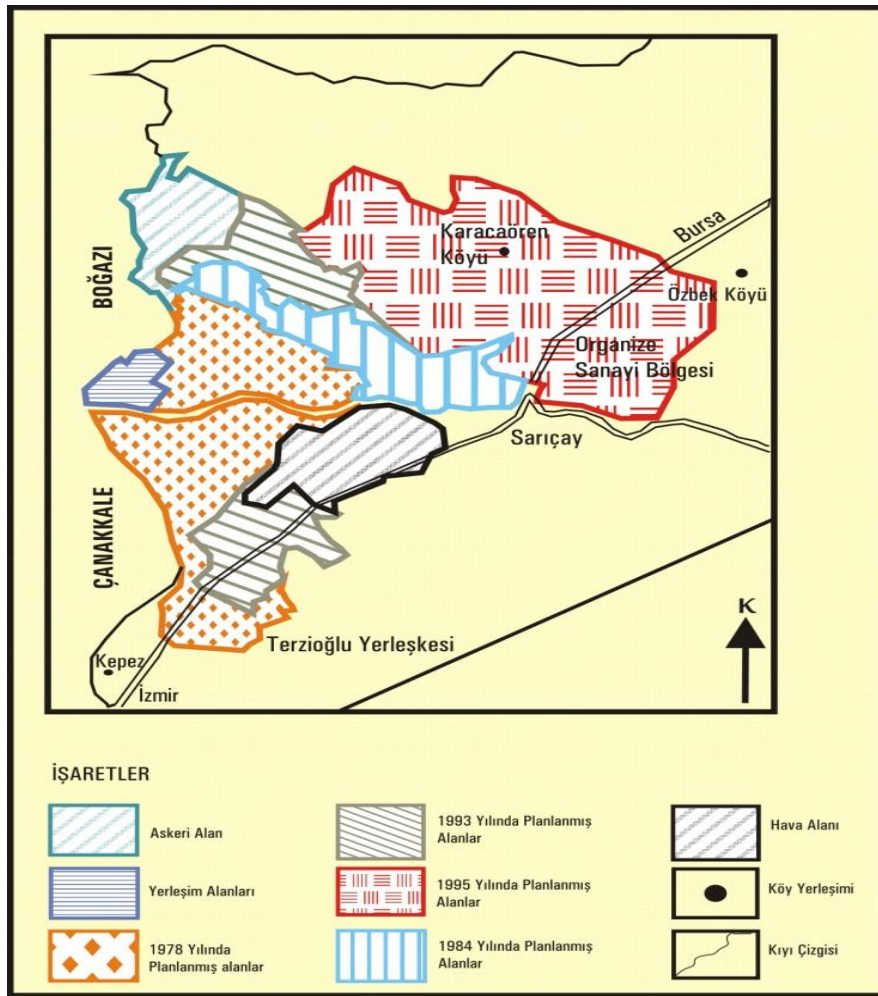 Karacaören
Köyü
Bursa
Özbek Köyü
BOĞAZI
Organize
Sanayi Bölgesi
Sarıçay
ÇANAKKALE
K
Terzioğlu Yerleşkesi
Kepez
İzmir
İŞARETLER
Askeri Alan
1993 Yılında Planlanmış
Alanlar
Hava Alanı
Yerleşim Alanları
1995 Yılında Planlanmış
Alanlar
Köy Yerleşimi
1978 Yılında
Planlanmış alanlar
1984 Yılında Planlanmış
Alanlar
Kıyı Çizgisi